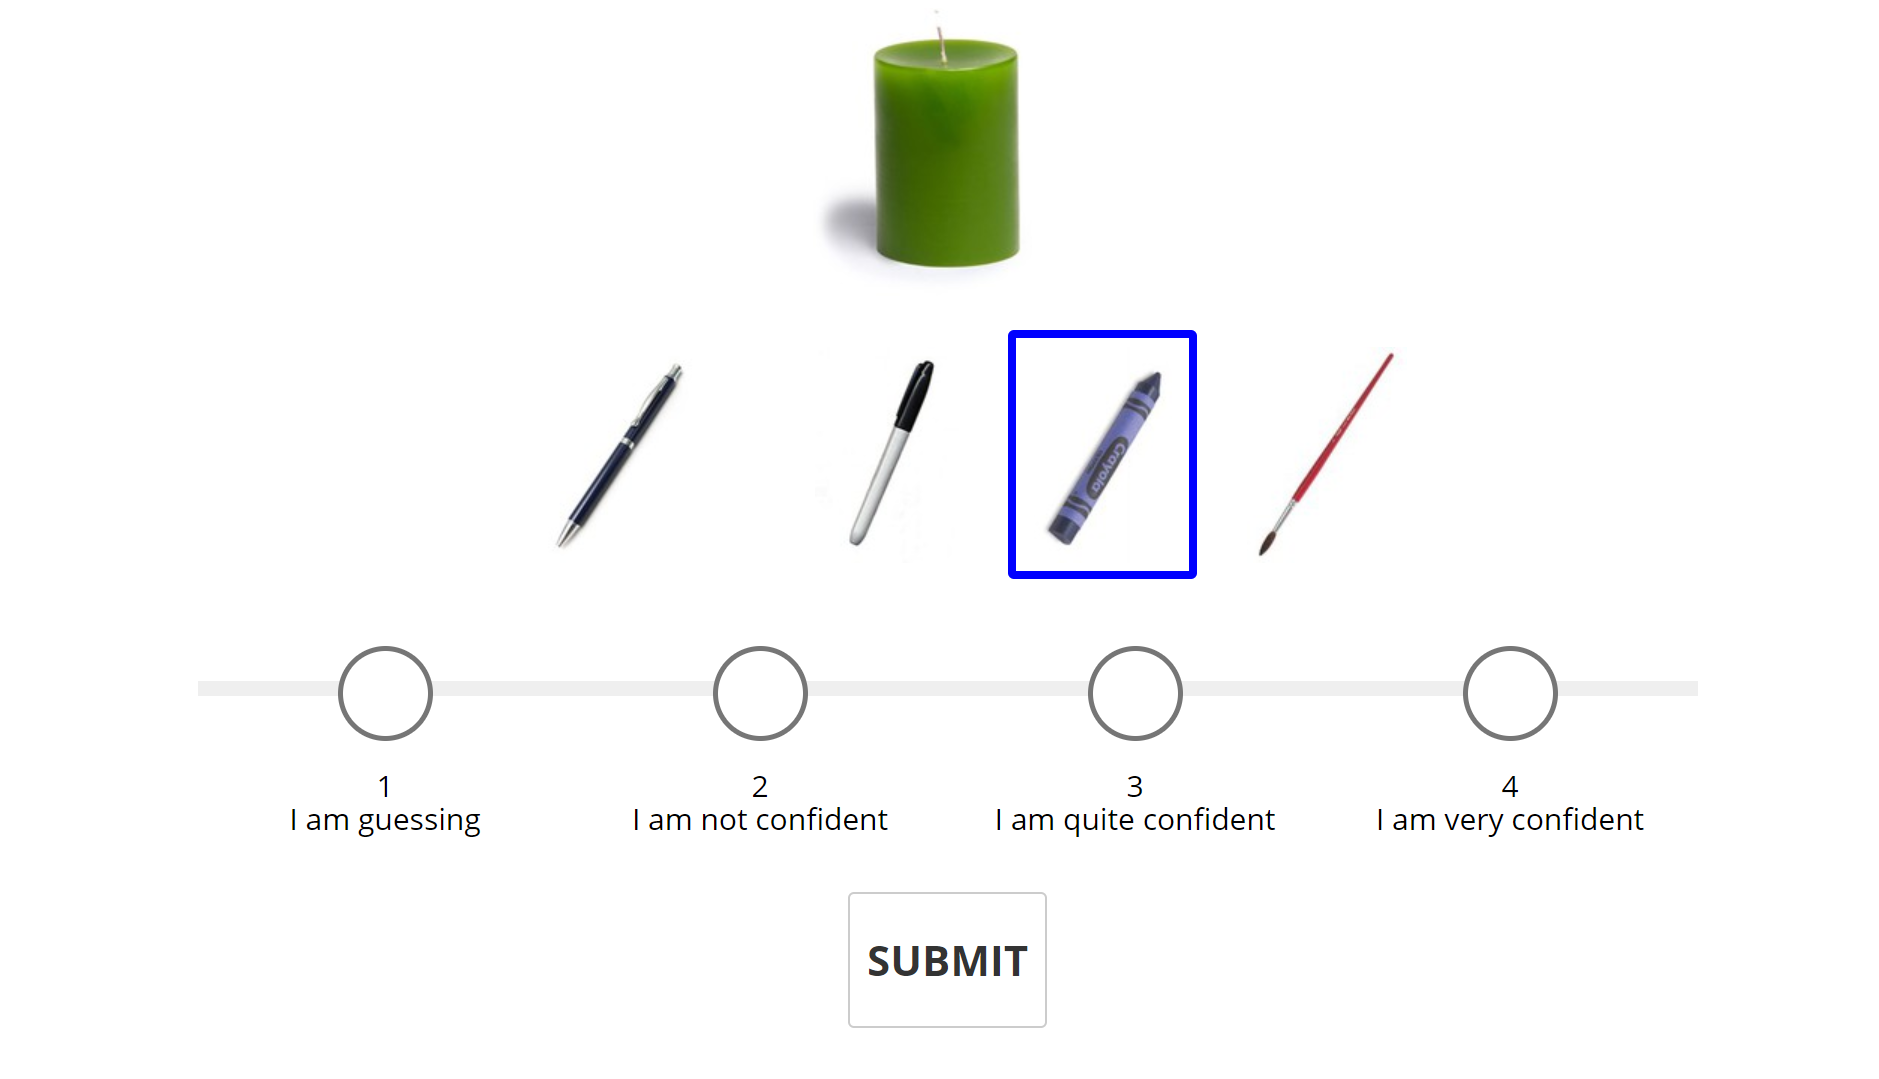 Crayola
1
I am guessing
2
I am not confident
3
I am quite confident
4
I am very confident
SUBMIT